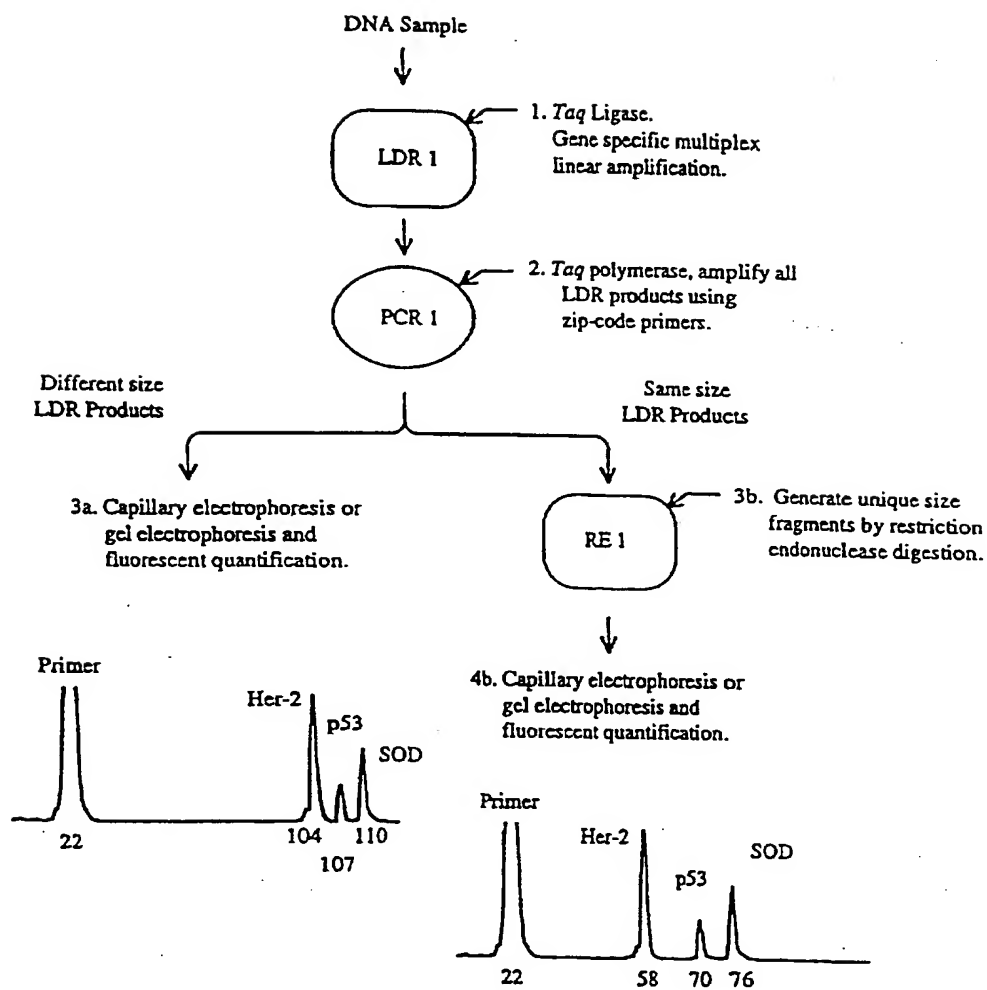 DNA Sample
LDR 1
1. Taq Ligase.
Gene specific multiplex
linear amplification.
PCR 1
2. Taq polymerase, amplify all
LDR products using
zip-code primers.
Different size
LDR Products
Same size
LDR Products
3a. Capillary electrophoresis or
gel electrophoresis and
fluorescent quantification.
RE 1
3b. Generate unique size
fragments by restriction
endonuclease digestion.
Primer
Her-2
p53
SOD
22
104
107
110
4b. Capillary electrophoresis or
gel electrophoresis and
fluorescent quantification.
Primer
Her-2
p53
SOD
22
58
70
76